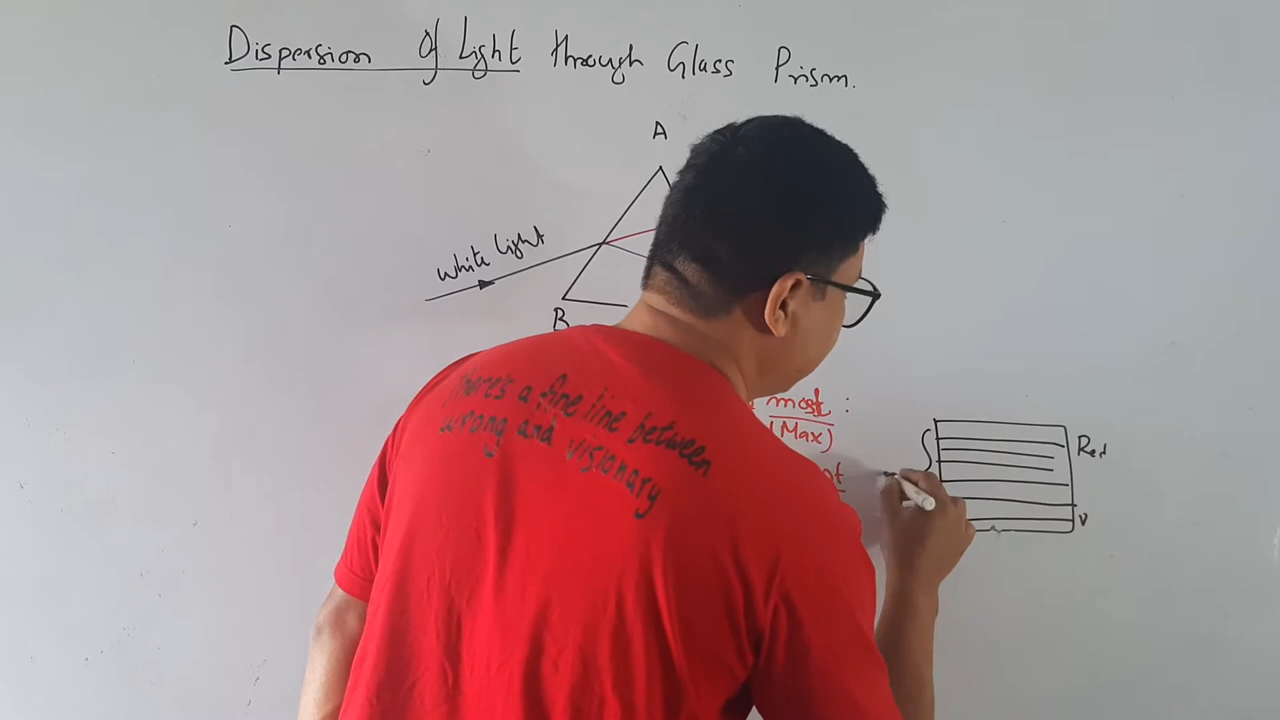 Dispersion Of Light through Glass Prism.
A
White light
B
There's a fine line between
wrong and visionary
most :
(Max)
Red
V